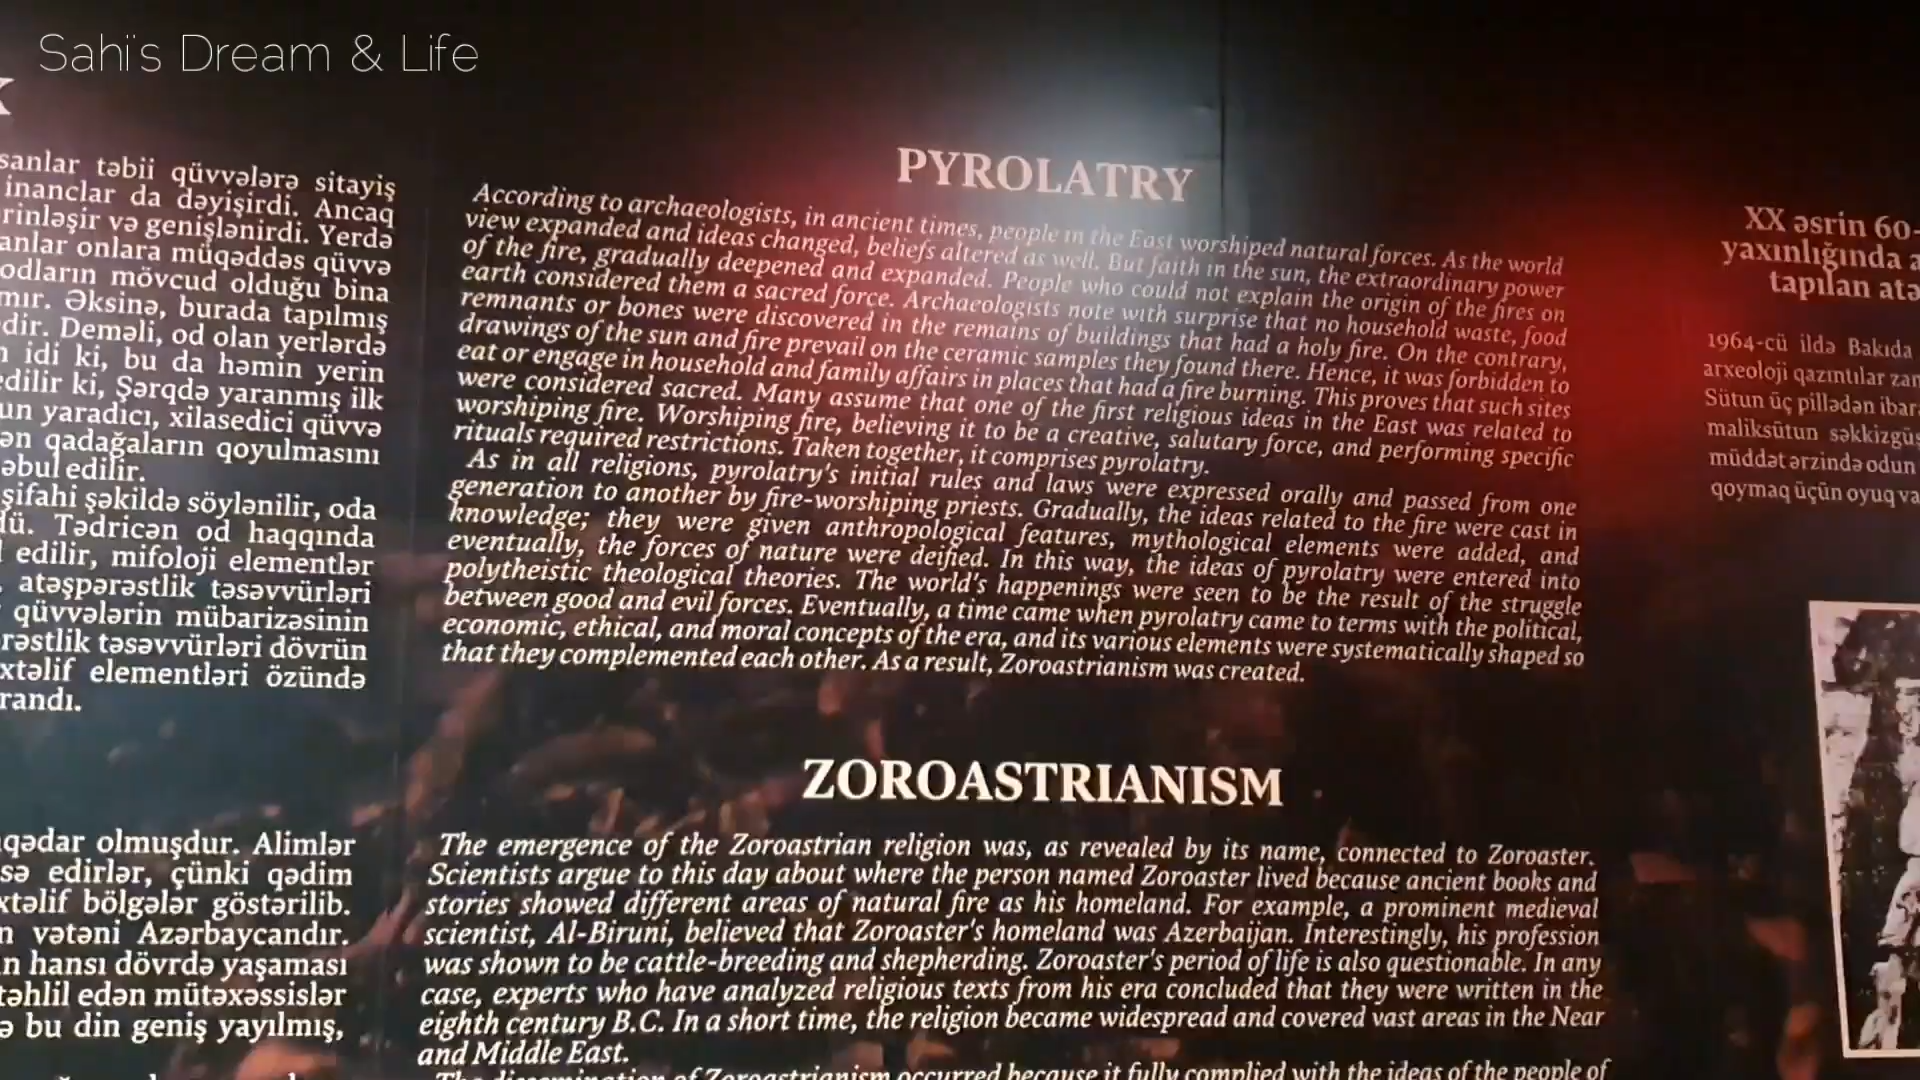 Sahi's Dream & Life
sanlar təbii qüvvələrə sitayiş
inanclar da dəyişirdi. Ancaq
rinləşir və genişlənirdi. Yerdə
anlar onlara müqəddəs qüvvə
odların mövcud olduğu bina
mır. Əksinə, burada tapılmış
dir. Deməli, od olan yerlərdə
idi ki, bu da həmin yerin
edilir ki, Şərqdə yaranmış ilk
un yaradıcı, xilasedici qüvvə
ən qadağaların qoyulmasını
əbul edilir.
şifahi şəkildə söylənilir, oda
dü. Tədricən od haqqında
edilir, mifoloji elementlər
atəşpərəstlik təsəvvürləri
qüvvələrin mübarizəsinin
rəstlik təsəvvürləri dövrün
xtəlif elementləri özündə
randı.
qədar olmuşdur. Alimlər
sə edirlər, çünki qədim
xtəlif bölgələr göstərilib.
n vətəni Azərbaycandır.
n hansı dövrdə yaşaması
təhlil edən mütəxəssislər
ə bu din geniş yayılmış,
PYROLATRY
According to archaeologists, in ancient times, people in the East worshiped natural forces. As the world
view expanded and ideas changed, beliefs altered as well. But faith in the sun, the extraordinary power
of the fire, gradually deepened and expanded. People who could not explain the origin of the fires on
earth considered them a sacred force. Archaeologists note with surprise that no household waste, food
remnants or bones were discovered in the remains of buildings that had a holy fire. On the contrary,
drawings of the sun and fire prevail on the ceramic samples they found there. Hence, it was forbidden to
eat or engage in household and family affairs in places that had a fire burning. This proves that such sites
were considered sacred. Many assume that one of the first religious ideas in the East was related to
worshiping fire. Worshiping fire, believing it to be a creative, salutary force, and performing specific
rituals required restrictions. Taken together, it comprises pyrolatry.
As in all religions, pyrolatry's initial rules and laws were expressed orally and passed from one
generation to another by fire-worshiping priests. Gradually, the ideas related to the fire were cast in
knowledge; they were given anthropological features, mythological elements were added, and
eventually, the forces of nature were deified. In this way, the ideas of pyrolatry were entered into
polytheistic theological theories. The world's happenings were seen to be the result of the struggle
between good and evil forces. Eventually, a time came when pyrolatry came to terms with the political,
economic, ethical, and moral concepts of the era, and its various elements were systematically shaped so
that they complemented each other. As a result, Zoroastrianism was created.
ZOROASTRIANISM
The emergence of the Zoroastrian religion was, as revealed by its name, connected to Zoroaster.
Scientists argue to this day about where the person named Zoroaster lived because ancient books and
stories showed different areas of natural fire as his homeland. For example, a prominent medieval
scientist, Al-Biruni, believed that Zoroaster's homeland was Azerbaijan. Interestingly, his profession
was shown to be cattle-breeding and shepherding. Zoroaster's period of life is also questionable. In any
case, experts who have analyzed religious texts from his era concluded that they were written in the
eighth century B.C. In a short time, the religion became widespread and covered vast areas in the Near
and Middle East.
The dissemination of Zoroastrianism occurred because it fully complied with the ideas of the people of
XX əsrin 60-
yaxınlığında a
tapılan atə
1964-cü ildə Bakıda
arxeoloji qazıntılar zam
Sütun üç pillədən ibar
maliksütun səkkizgüş
müddət ərzində odun
qoymaq üçün oyuq va